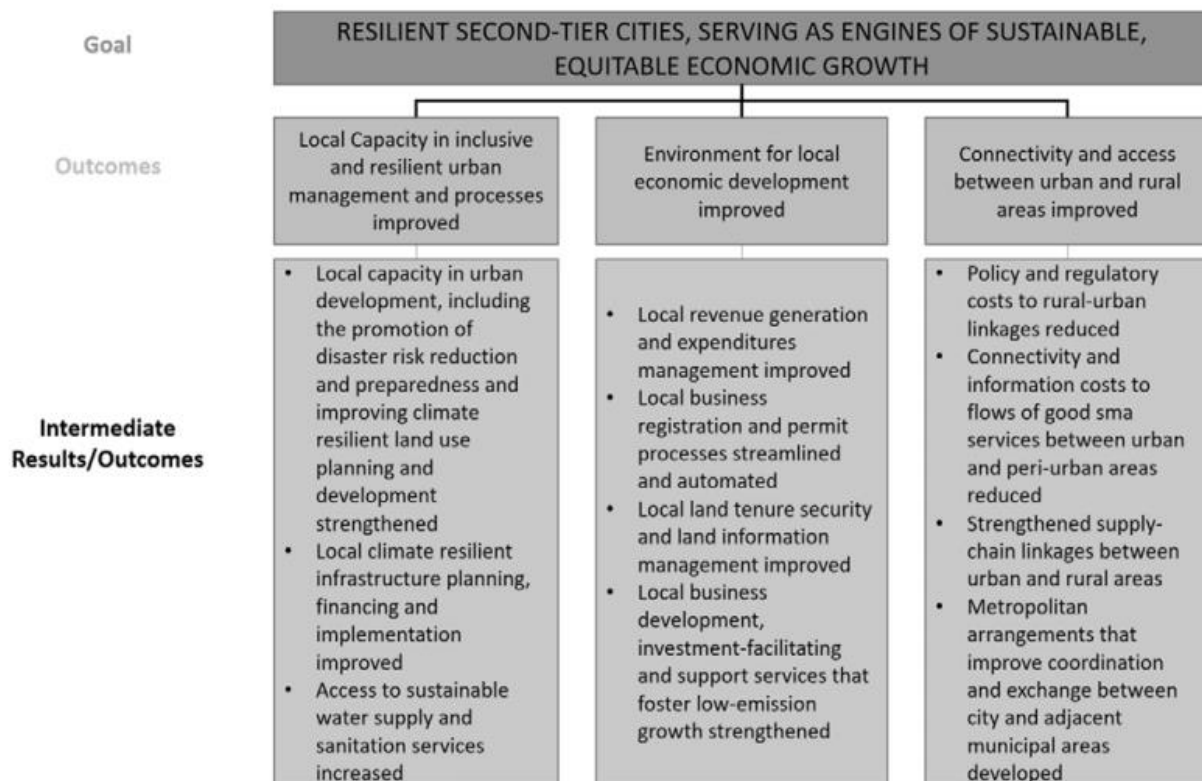 Goal
RESILIENT SECOND-TIER CITIES, SERVING AS ENGINES OF SUSTAINABLE,
EQUITABLE ECONOMIC GROWTH
Outcomes
Local Capacity in inclusive
and resilient urban
management and processes
improved
Environment for local
economic development
improved
Connectivity and access
between urban and rural
areas improved
Intermediate
Results/Outcomes
• Local capacity in urban
development, including
the promotion of
disaster risk reduction
and preparedness and
improving climate
resilient land use
planning and
development
strengthened
• Local climate resilient
infrastructure planning,
financing and
implementation
improved
• Access to sustainable
water supply and
sanitation services
increased
• Local revenue generation
and expenditures
management improved
• Local business
registration and permit
processes streamlined
and automated
• Local land tenure security
and land information
management improved
• Local business
development,
investment-facilitating
and support services that
foster low-emission
growth strengthened
• Policy and regulatory
costs to rural-urban
linkages reduced
• Connectivity and
information costs to
flows of good sma
services between urban
and peri-urban areas
reduced
• Strengthened supply-
chain linkages between
urban and rural areas
• Metropolitan
arrangements that
improve coordination
and exchange between
city and adjacent
municipal areas
developed